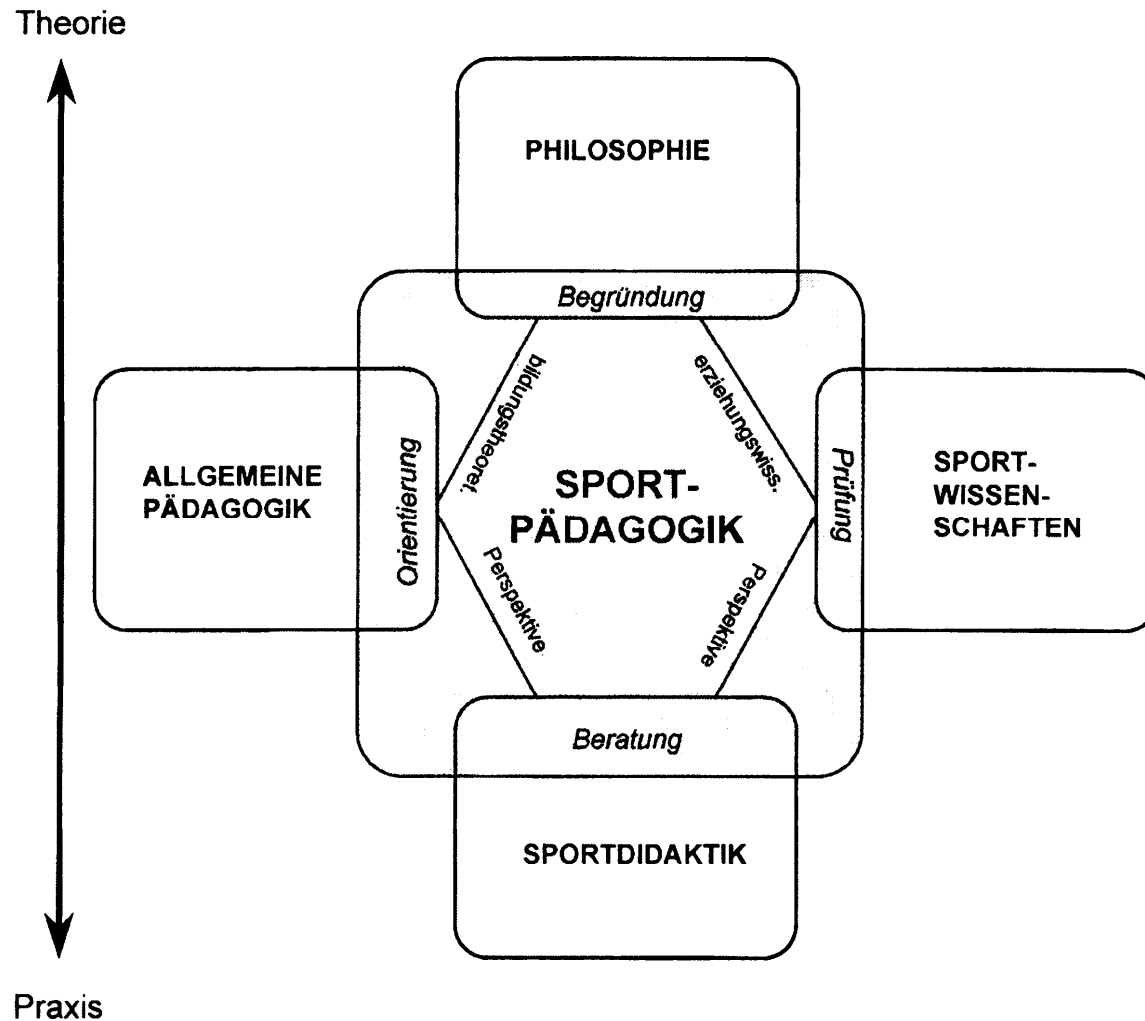 Theorie
PHILOSOPHIE
Begründung
bildungstheoret.
erziehungswiss.
ALLGEMEINE
PÄDAGOGIK
Orientierung
SPORT-
PÄDAGOGIK
Prüfung
SPORT-
WISSEN-
SCHAFTEN
Perspektive
Perspektive
Beratung
SPORTDIDAKTIK
Praxis